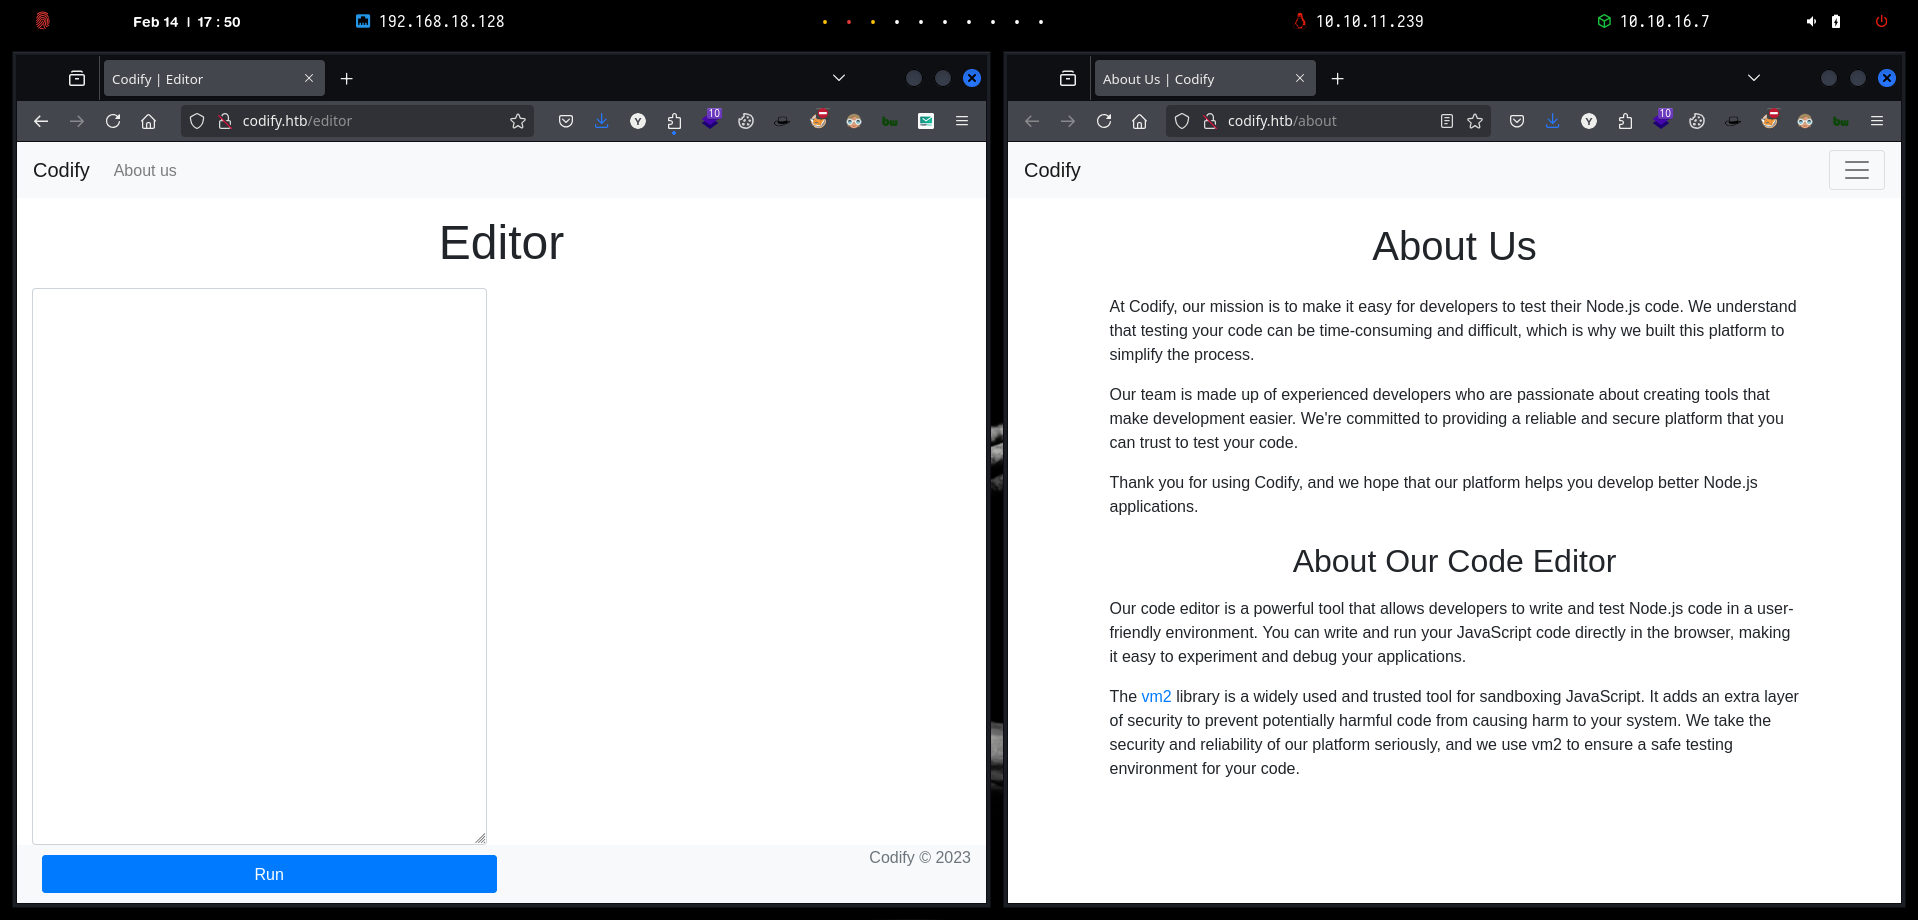 Feb 14 | 17 : 50
192.168.18.128
10.10.11.239
10.10.16.7
Codify | Editor
codify.htb/editor
10
Y
bw
Codify
About us
Editor
Run
Codify © 2023
About Us | Codify
codify.htb/about
10
Y
bw
Codify
About Us
At Codify, our mission is to make it easy for developers to test their Node.js code. We understand
that testing your code can be time-consuming and difficult, which is why we built this platform to
simplify the process.
Our team is made up of experienced developers who are passionate about creating tools that
make development easier. We're committed to providing a reliable and secure platform that you
can trust to test your code.
Thank you for using Codify, and we hope that our platform helps you develop better Node.js
applications.
About Our Code Editor
Our code editor is a powerful tool that allows developers to write and test Node.js code in a user-
friendly environment. You can write and run your JavaScript code directly in the browser, making
it easy to experiment and debug your applications.
The vm2 library is a widely used and trusted tool for sandboxing JavaScript. It adds an extra layer
of security to prevent potentially harmful code from causing harm to your system. We take the
security and reliability of our platform seriously, and we use vm2 to ensure a safe testing
environment for your code.